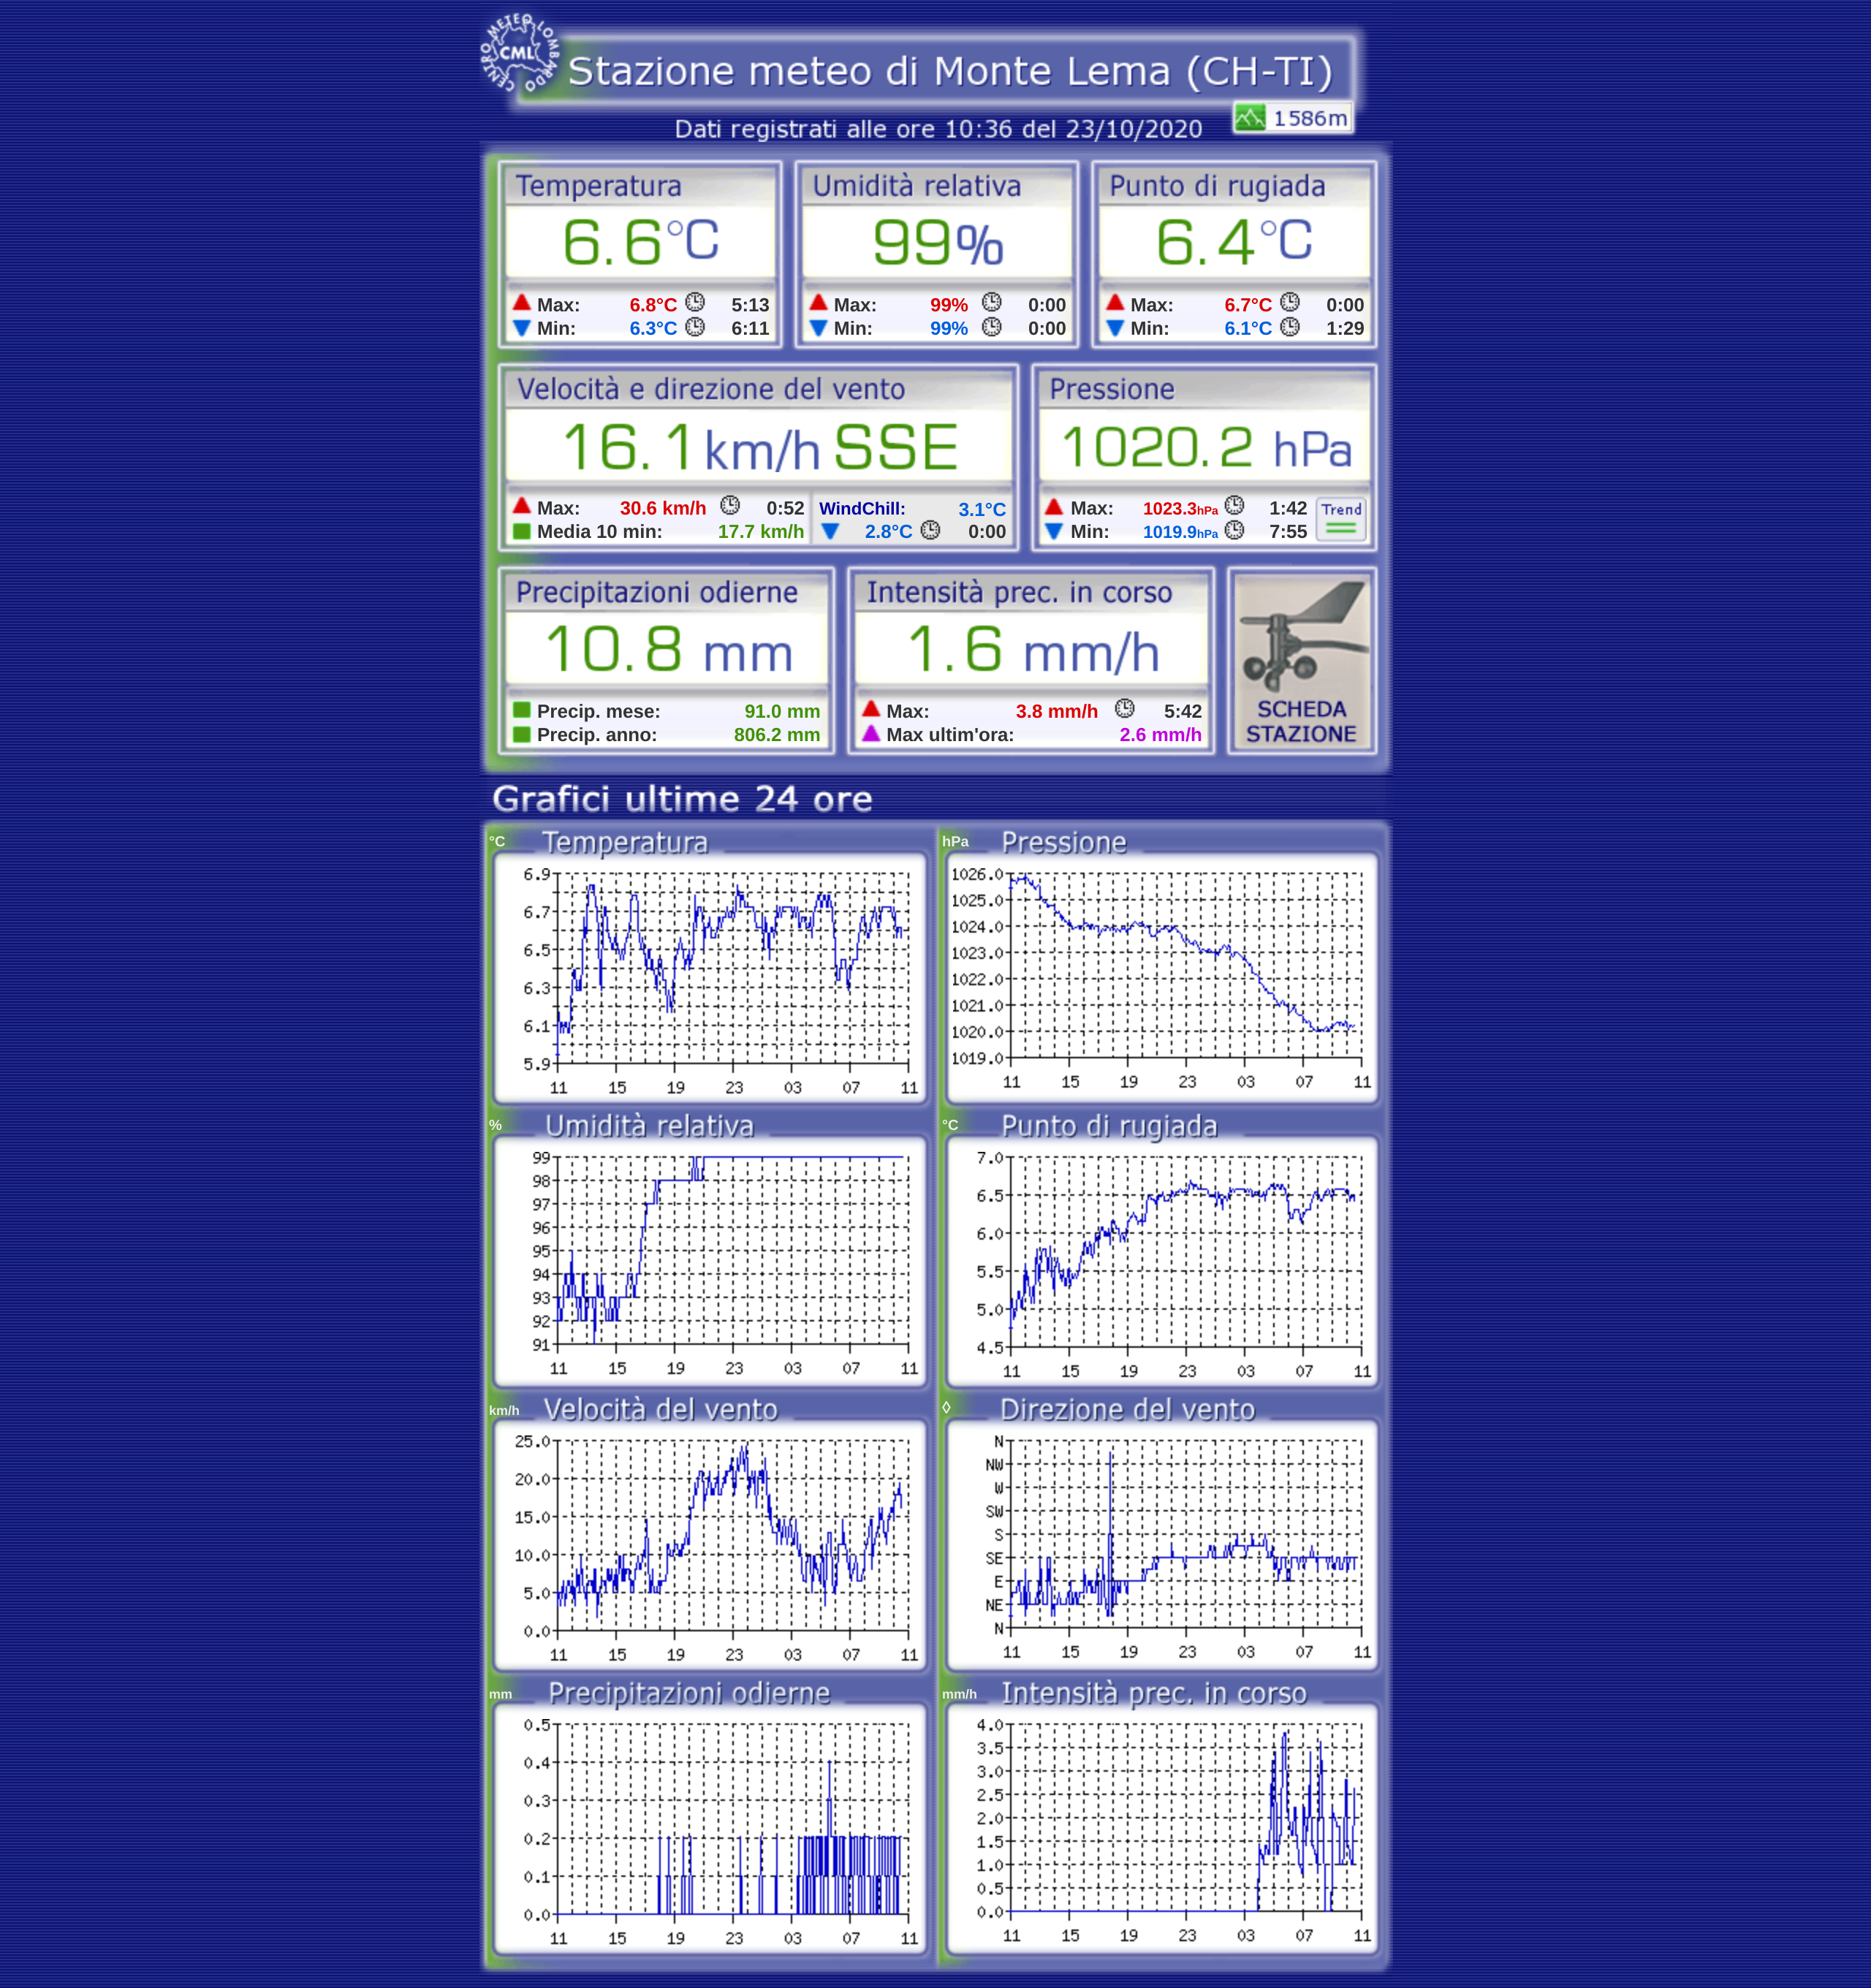 CENTRO METEO LOMBARDO
CML
Stazione meteo di Monte Lema (CH-TI)
1586m
Dati registrati alle ore 10:36 del 23/10/2020
Temperatura Umidità relativa Punto di rugiada
6.6°C 99% 6.4°C
Max: 6.8°C 5:13 Max: 99% 0:00 Max: 6.7°C 0:00
Min: 6.3°C 6:11 Min: 99% 0:00 Min: 6.1°C 1:29
Velocità e direzione del vento Pressione
16.1 km/h SSE 1020.2 hPa
Max: 30.6 km/h 0:52 WindChill: 3.1°C Max: 1023.3hPa 1:42 Trend
Media 10 min: 17.7 km/h 2.8°C 0:00 Min: 1019.9hPa 7:55
Precipitazioni odierne Intensità prec. in corso
10.8 mm 1.6 mm/h
Precip. mese: 91.0 mm Max: 3.8 mm/h 5:42 SCHEDA
Precip. anno: 806.2 mm Max ultim'ora: 2.6 mm/h STAZIONE
Grafici ultime 24 ore
°C Temperatura
6.9
6.7
6.5
6.3
6.1
5.9
11 15 19 23 03 07 11
hPa Pressione
1026.0
1025.0
1024.0
1023.0
1022.0
1021.0
1020.0
1019.0
11 15 19 23 03 07 11
% Umidità relativa
99
98
97
96
95
94
93
92
91
11 15 19 23 03 07 11
°C Punto di rugiada
7.0
6.5
6.0
5.5
5.0
4.5
11 15 19 23 03 07 11
km/h Velocità del vento
25.0
20.0
15.0
10.0
5.0
0.0
11 15 19 23 03 07 11
◊ Direzione del vento
N
NW
W
SW
S
SE
E
NE
N
11 15 19 23 03 07 11
mm Precipitazioni odierne
0.5
0.4
0.3
0.2
0.1
0.0
11 15 19 23 03 07 11
mm/h Intensità prec. in corso
4.0
3.5
3.0
2.5
2.0
1.5
1.0
0.5
0.0
11 15 19 23 03 07 11